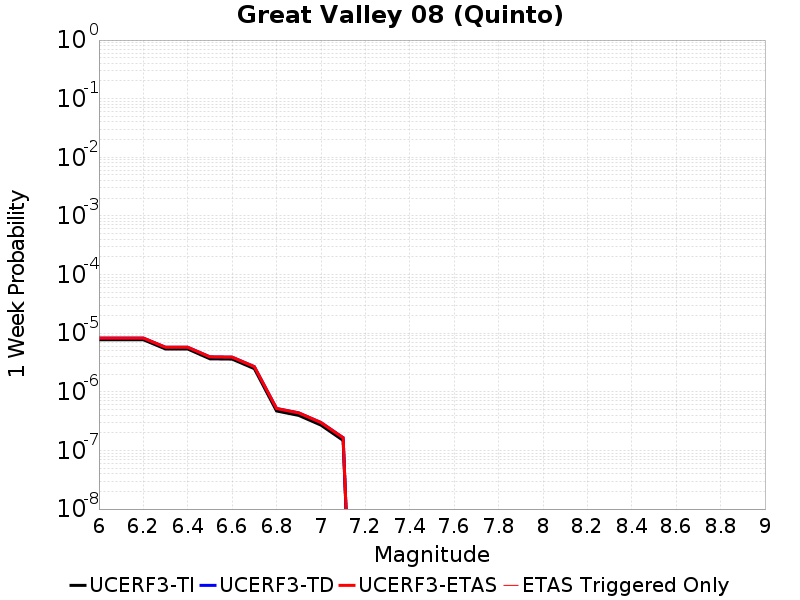 Great Valley 08 (Quinto)
1 Week Probability
10^0
10^-1
10^-2
10^-3
10^-4
10^-5
10^-6
10^-7
10^-8
6 6.2 6.4 6.6 6.8 7 7.2 7.4 7.6 7.8 8 8.2 8.4 8.6 8.8 9
Magnitude
UCERF3-TI UCERF3-TD UCERF3-ETAS ETAS Triggered Only